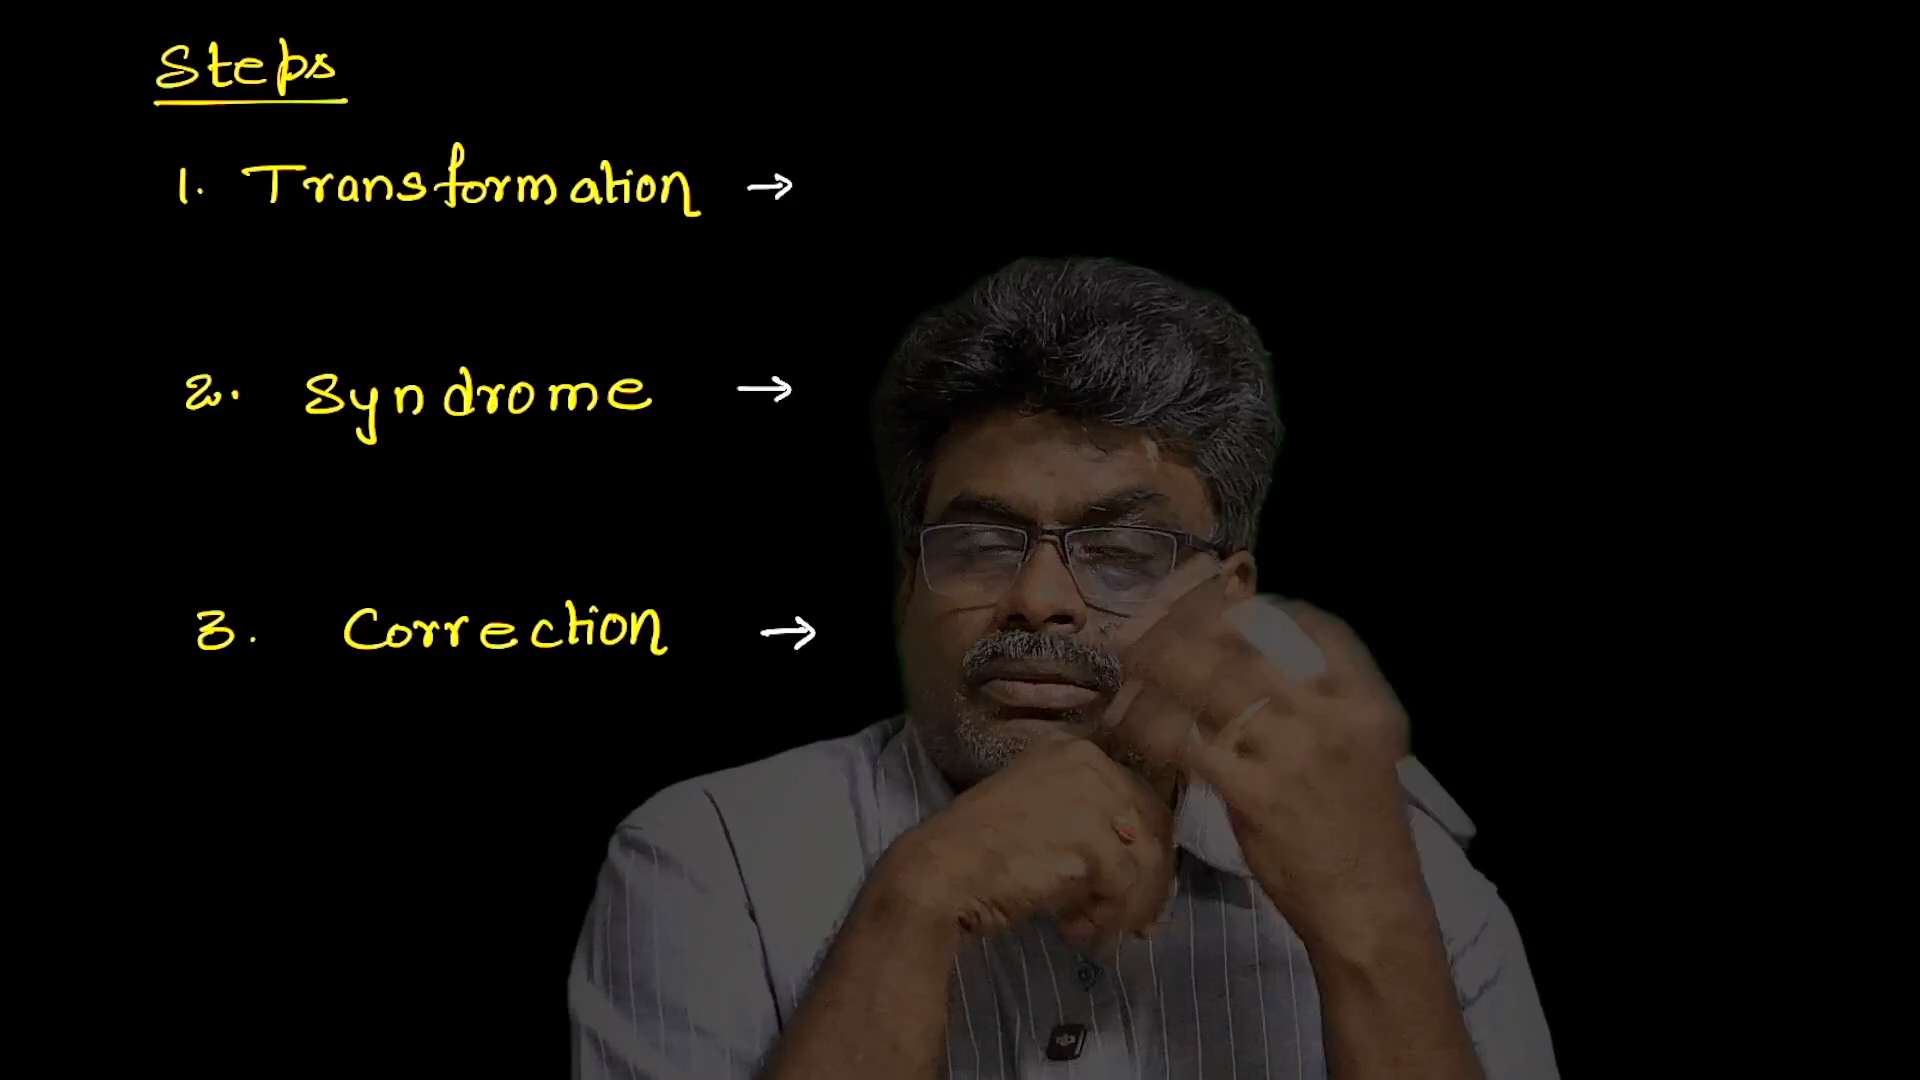 Steps
1. Transformation →
2. Syndrome →
3. Correction →